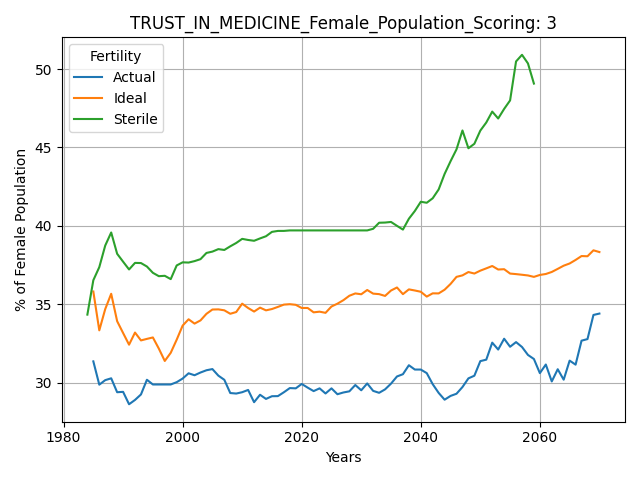 TRUST_IN_MEDICINE_Female_Population_Scoring: 3
Fertility
Actual
Ideal
Sterile
% of Female Population
50
45
40
35
30
1980
2000
2020
2040
2060
Years